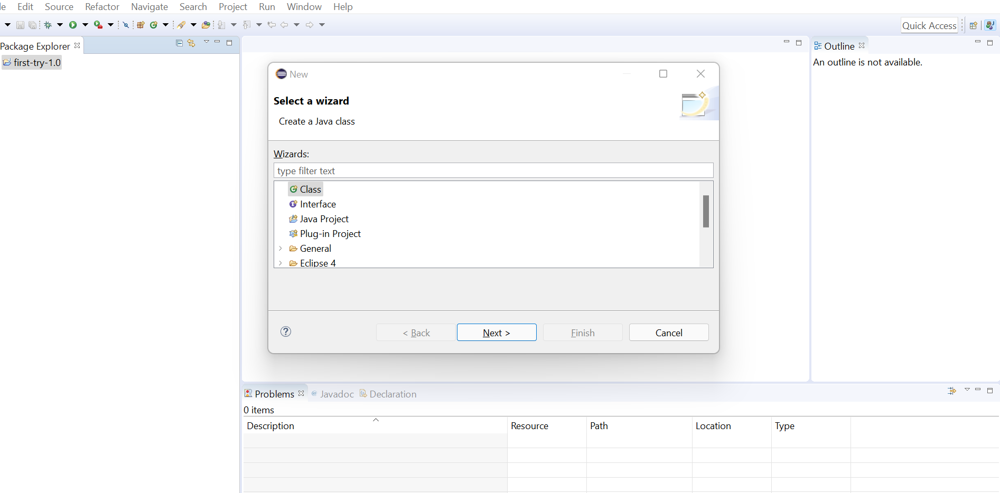 le Edit Source Refactor Navigate Search Project Run Window Help
Quick Access
Package Explorer
first-try-1.0
Outline
An outline is not available.
New
Select a wizard
Create a Java class
Wizards:
type filter text
Class
Interface
Java Project
Plug-in Project
General
Eclipse 4
< Back Next > Finish Cancel
Problems @ Javadoc Declaration
0 items
Description Resource Path Location Type